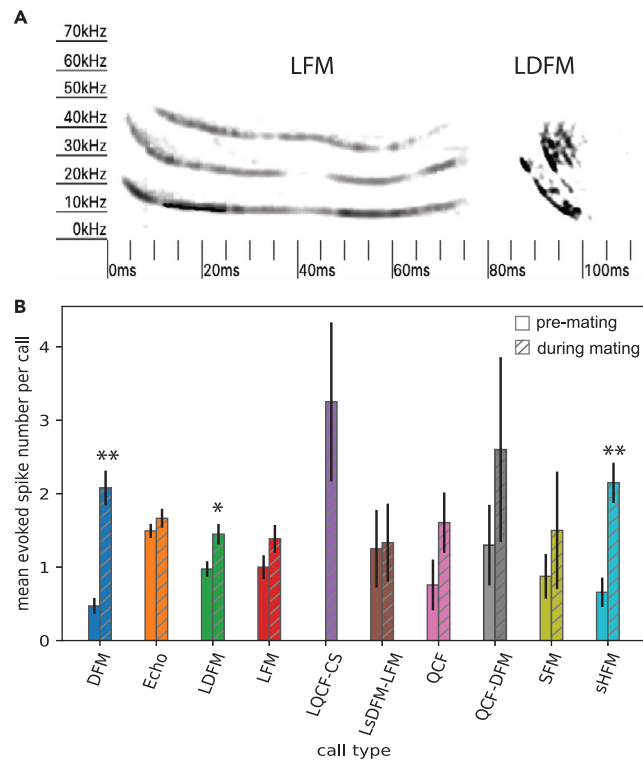 A
70kHz
60kHz
50kHz
40kHz
30kHz
20kHz
10kHz
0kHz
LFM LDFM
0ms 20ms 40ms 60ms 80ms 100ms
B
mean evoked spike number per call
4
3
2
1
0
pre-mating
during mating
**
*
**
DFM
Echo
LDFM
LFM
LQCF-CS
LsDFM-LFM
QCF
QCF-DFM
SFM
sHFM
call type